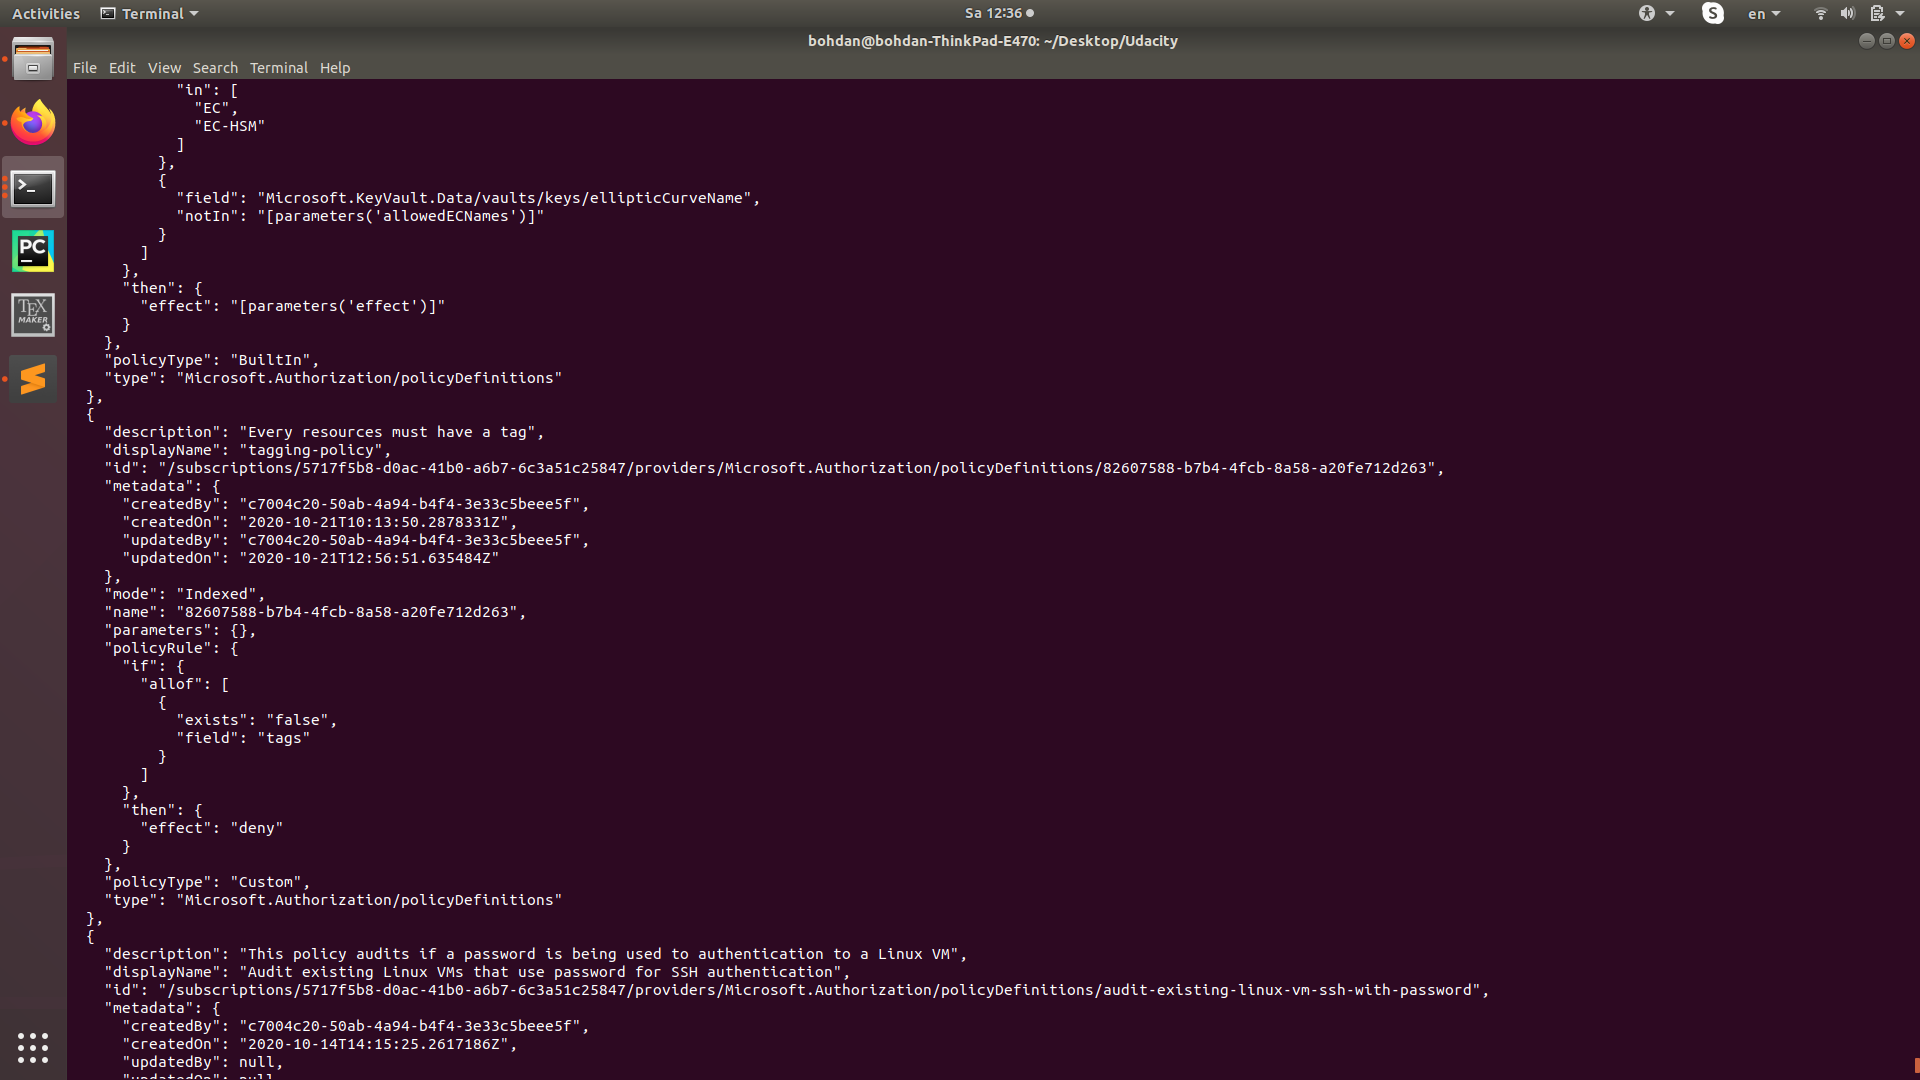 Activities Terminal Sa 12:36 en
bohdan@bohdan-ThinkPad-E470: ~/Desktop/Udacity
File Edit View Search Terminal Help
"in": [
"EC",
"EC-HSM"
]
},
{
"field": "Microsoft.KeyVault.Data/vaults/keys/ellipticCurveName",
"notIn": "[parameters('allowedECNames')]"
}
]
},
"then": {
"effect": "[parameters('effect')]"
}
},
"policyType": "BuiltIn",
"type": "Microsoft.Authorization/policyDefinitions"
},
{
"description": "Every resources must have a tag",
"displayName": "tagging-policy",
"id": "/subscriptions/5717f5b8-d0ac-41b0-a6b7-6c3a51c25847/providers/Microsoft.Authorization/policyDefinitions/82607588-b7b4-4fcb-8a58-a20fe712d263",
"metadata": {
"createdBy": "c7004c20-50ab-4a94-b4f4-3e33c5beee5f",
"createdOn": "2020-10-21T10:13:50.2878331Z",
"updatedBy": "c7004c20-50ab-4a94-b4f4-3e33c5beee5f",
"updatedOn": "2020-10-21T12:56:51.635484Z"
},
"mode": "Indexed",
"name": "82607588-b7b4-4fcb-8a58-a20fe712d263",
"parameters": {},
"policyRule": {
"if": {
"allof": [
{
"exists": "false",
"field": "tags"
}
]
},
"then": {
"effect": "deny"
}
},
"policyType": "Custom",
"type": "Microsoft.Authorization/policyDefinitions"
},
{
"description": "This policy audits if a password is being used to authentication to a Linux VM",
"displayName": "Audit existing Linux VMs that use password for SSH authentication",
"id": "/subscriptions/5717f5b8-d0ac-41b0-a6b7-6c3a51c25847/providers/Microsoft.Authorization/policyDefinitions/audit-existing-linux-vm-ssh-with-password",
"metadata": {
"createdBy": "c7004c20-50ab-4a94-b4f4-3e33c5beee5f",
"createdOn": "2020-10-14T14:15:25.2617186Z",
"updatedBy": null,
"updatedOn": null
PC
TEX
MAKER